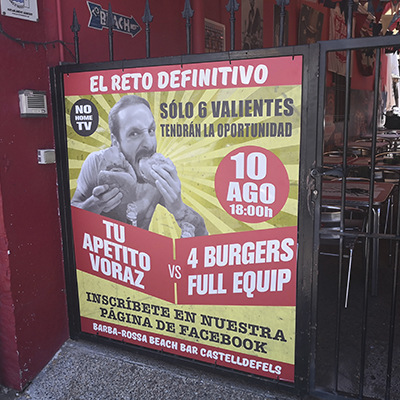 BEACH
EL RETO DEFINITIVO
NO
HOME
TV
SÓLO 6 VALIENTES
TENDRÁN LA OPORTUNIDAD
10
AGO
18:00h
TU
APETITO
VORAZ
VS
4 BURGERS
FULL EQUIP
INSCRÍBETE EN NUESTRA
PÁGINA DE FACEBOOK
BARBA-ROSSA BEACH BAR CASTELLDEFELS